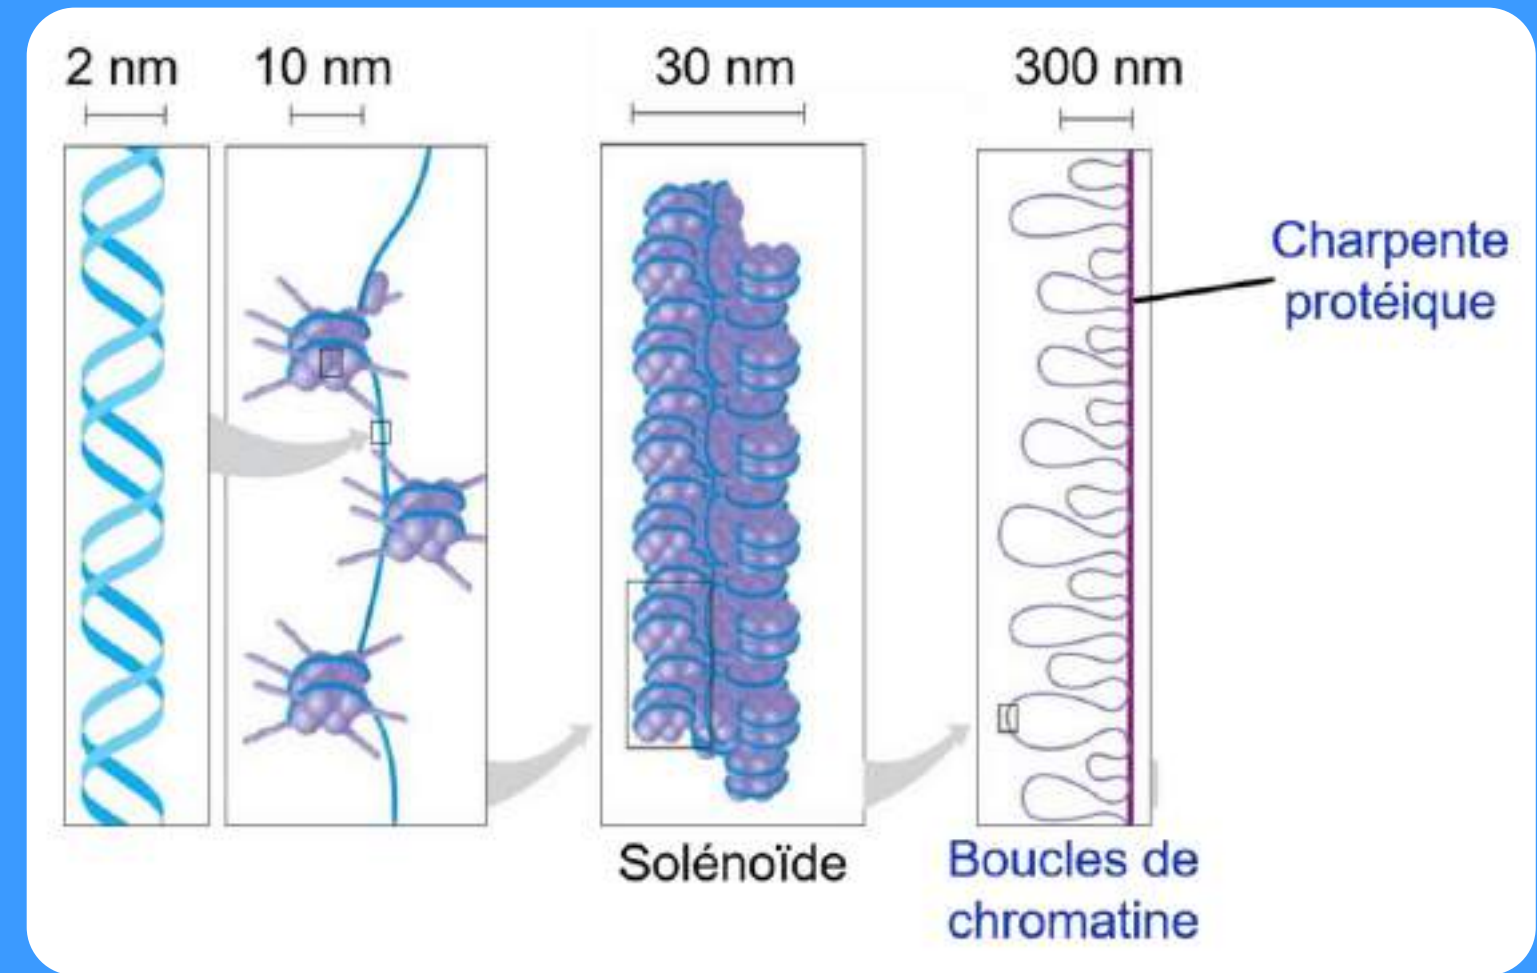 2 nm
10 nm
30 nm
300 nm
Charpente
protéique
Solénoïde
Boucles de
chromatine